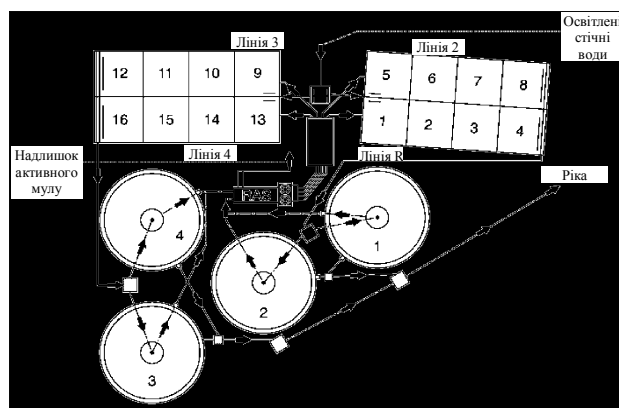 Освітлені
стічні
води
Лінія 3
Лінія 2
12 11 10 9
5 6 7 8
16 15 14 13
1 2 3 4
Надлишок
активного
мулу
Лінія 4
Лінія R
Ріка
RAS
4
1
2
3